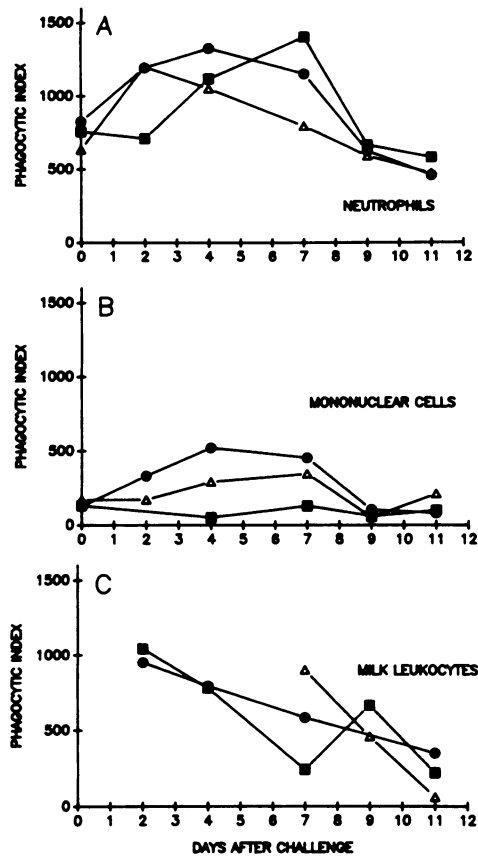 A
PHAGOCYTIC INDEX
1500
1000
500
0
NEUTROPHILS
0 1 2 3 4 5 6 7 8 9 10 11 12
B
PHAGOCYTIC INDEX
1500
1000
500
0
MONONUCLEAR CELLS
0 1 2 3 4 5 6 7 8 9 10 11 12
C
PHAGOCYTIC INDEX
1500
1000
500
0
MILK LEUKOCYTES
0 1 2 3 4 5 6 7 8 9 10 11 12
DAYS AFTER CHALLENGE